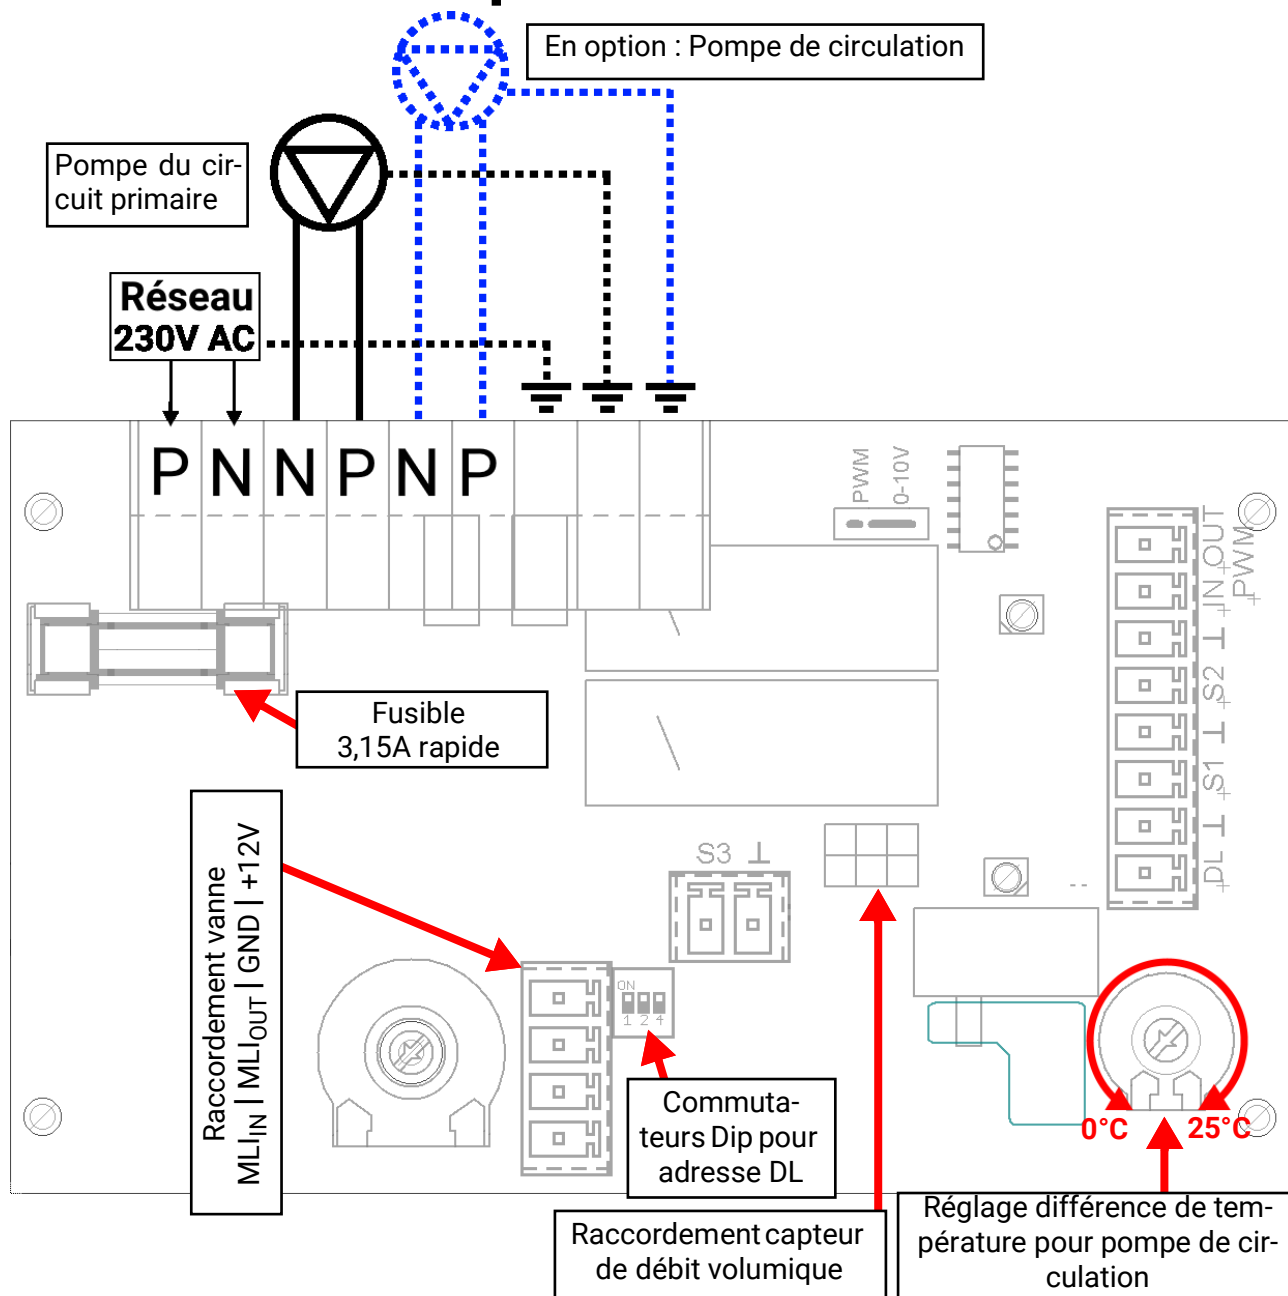 En option : Pompe de circulation
Pompe du cir-
cuit primaire
Réseau
230V AC
P N N P N P
PWM
0-10V
OUT
IN
PWM
⊥
S2
⊥
S1
⊥
DL
Fusible
3,15A rapide
Raccordement vanne
MLI_IN | MLI_OUT | GND | +12V
S3 ⊥
ON
1 2 4
Commuta-
teurs Dip pour
adresse DL
0°C
25°C
Raccordement capteur
de débit volumique
Réglage différence de tem-
pérature pour pompe de cir-
culation